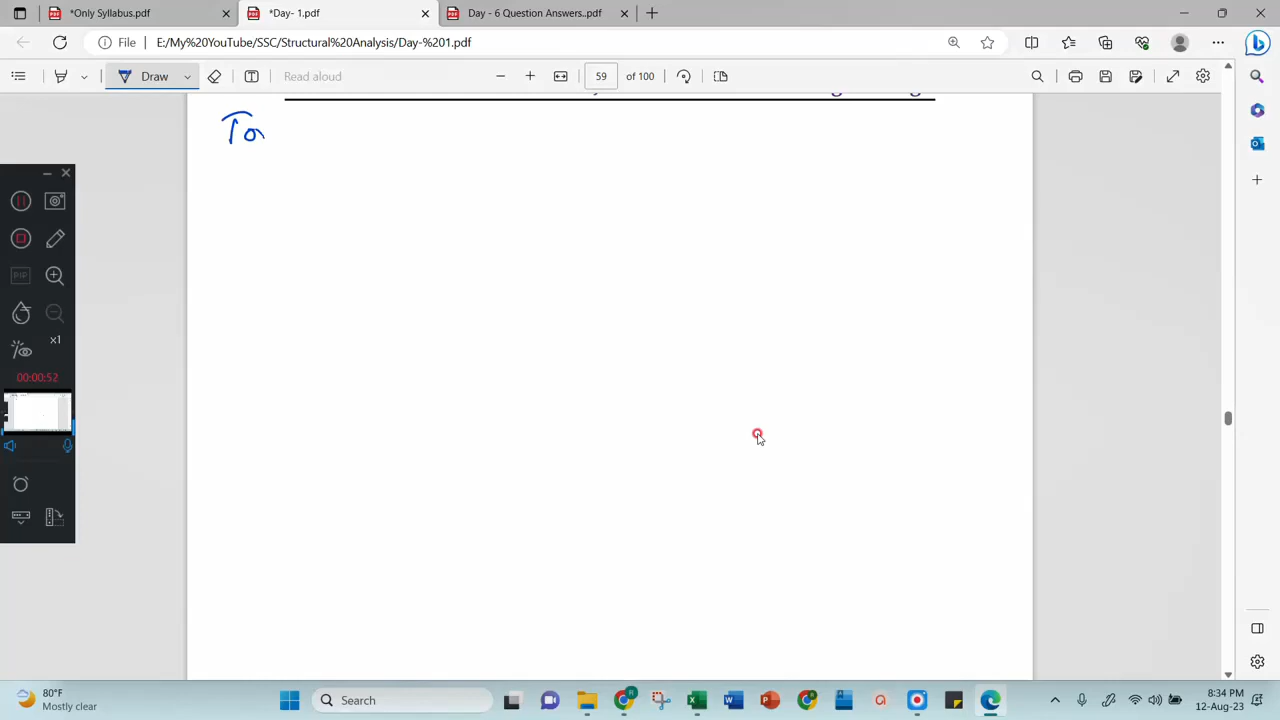 *Only Syllabus.pdf
*Day- 1.pdf
Day - 6 Question Answers..pdf
File
E:/My%20YouTube/SSC/Structural%20Analysis/Day-%201.pdf
Draw
Read aloud
59 of 100
To
PIP
x1
00:00:52
80°F
Mostly clear
Search
8:34 PM
12-Aug-23